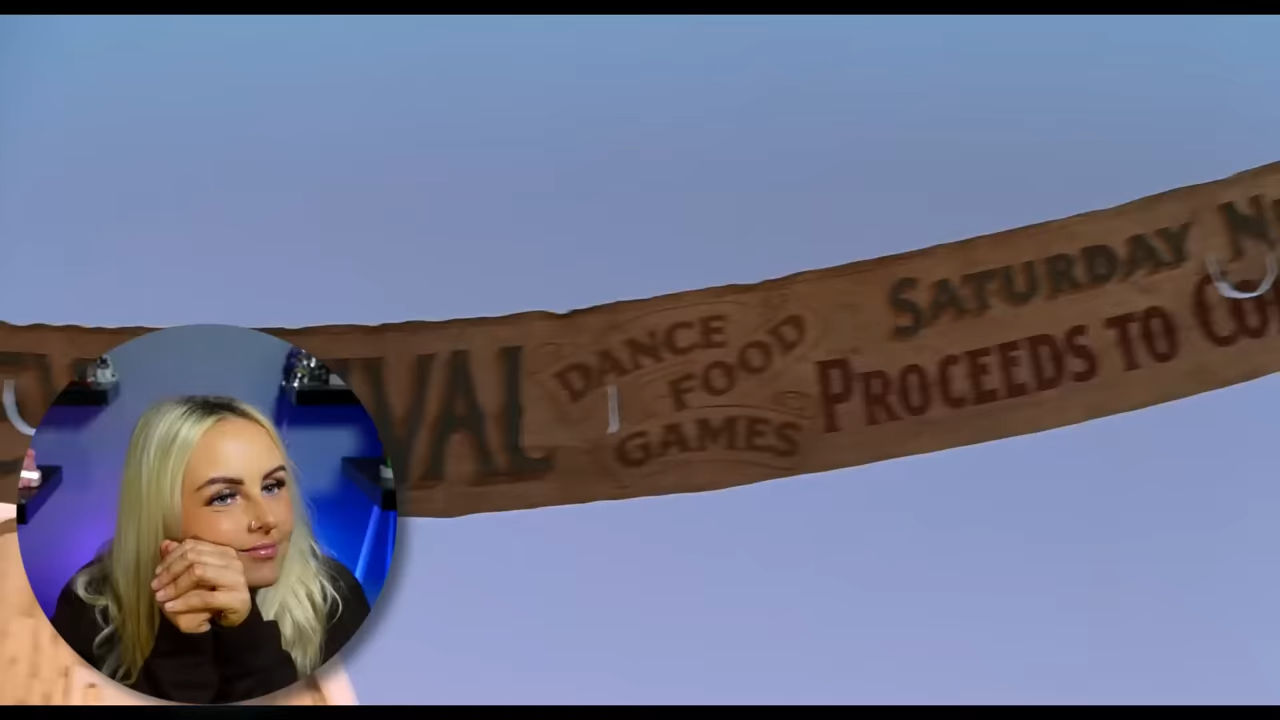 VAL
DANCE
FOOD
GAMES
SATURDAY
PROCEEDS TO